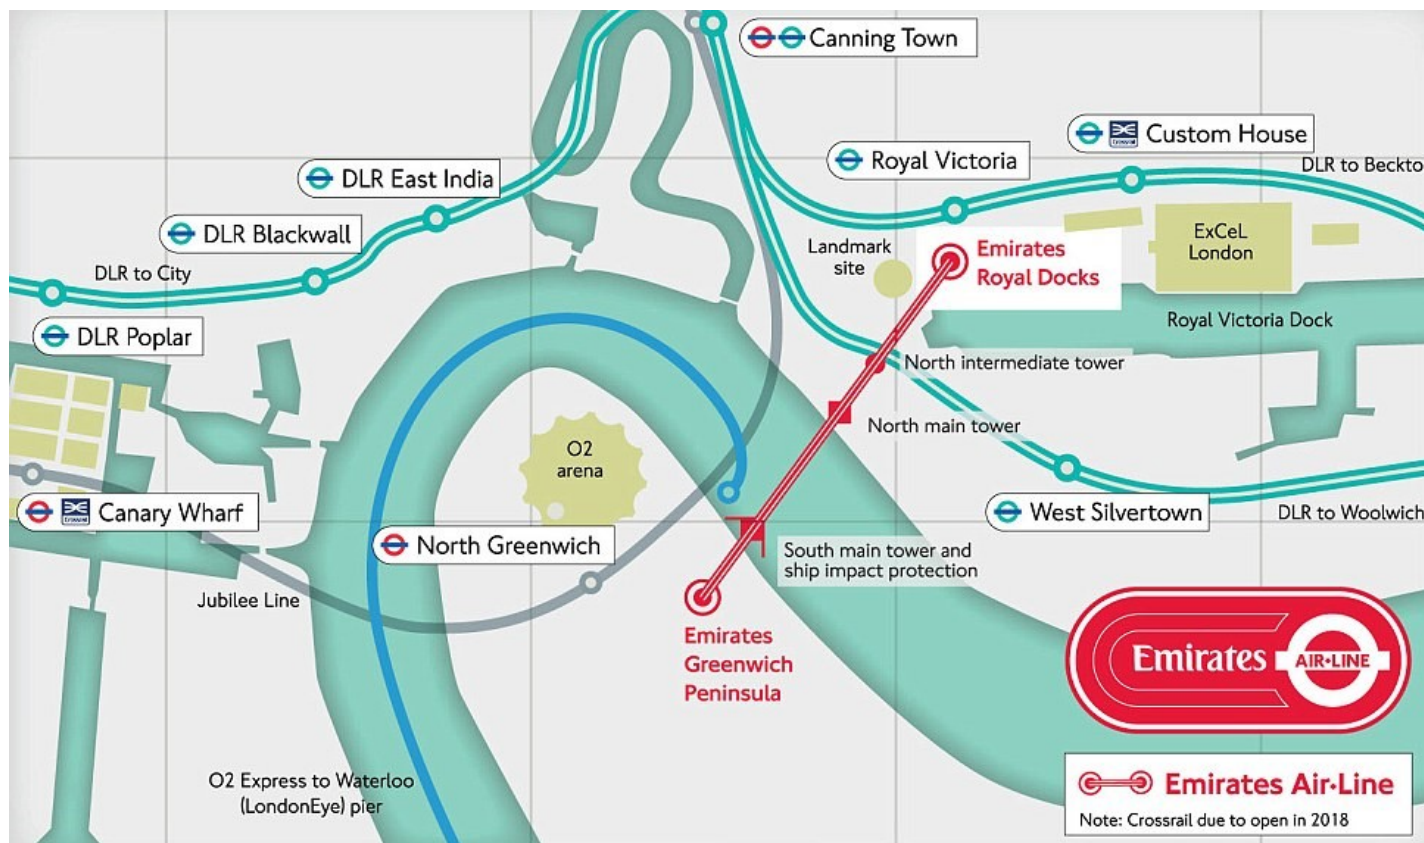 Canning Town
Custom House
Royal Victoria
DLR to Beckto
DLR East India
DLR Blackwall
ExCeL
London
Landmark
site
Emirates
Royal Docks
DLR to City
Royal Victoria Dock
DLR Poplar
North intermediate tower
North main tower
O2
arena
Canary Wharf
West Silvertown
DLR to Woolwich
North Greenwich
South main tower and
ship impact protection
Jubilee Line
Emirates
Greenwich
Peninsula
Emirates AIR•LINE
O2 Express to Waterloo
(LondonEye) pier
Emirates Air•Line
Note: Crossrail due to open in 2018